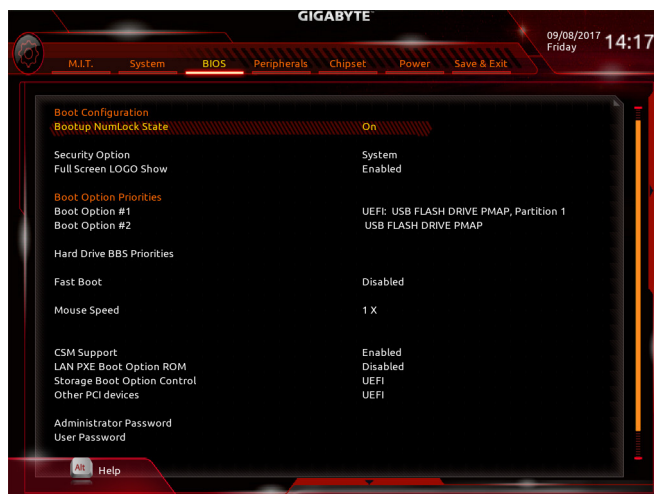 GIGABYTE™
09/08/2017
Friday
14:17
M.I.T. System BIOS Peripherals Chipset Power Save & Exit
Boot Configuration
Bootup NumLock State On
Security Option System
Full Screen LOGO Show Enabled
Boot Option Priorities
Boot Option #1 UEFI: USB FLASH DRIVE PMAP, Partition 1
Boot Option #2 USB FLASH DRIVE PMAP
Hard Drive BBS Priorities
Fast Boot Disabled
Mouse Speed 1 X
CSM Support Enabled
LAN PXE Boot Option ROM Disabled
Storage Boot Option Control UEFI
Other PCI devices UEFI
Administrator Password
User Password
Alt Help